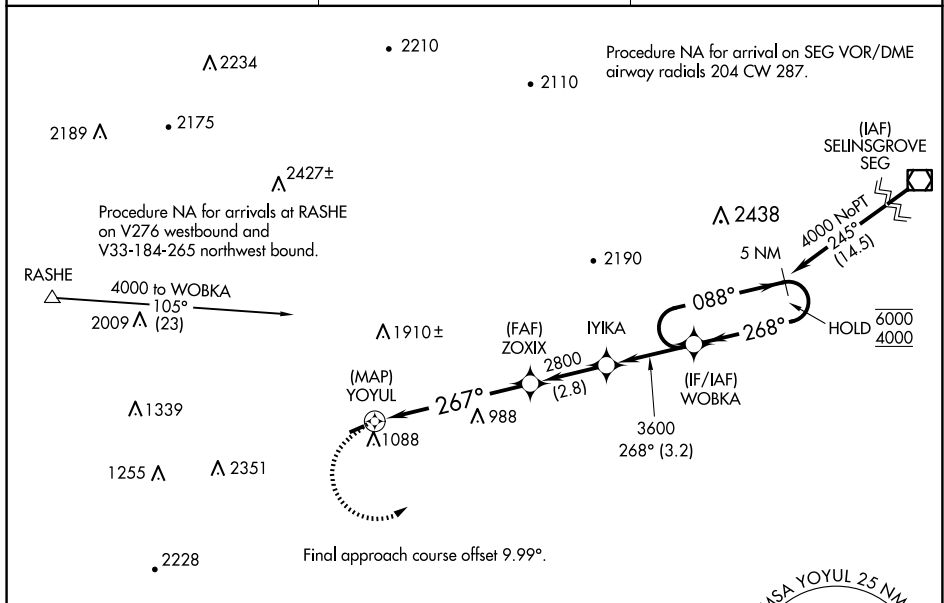 2210
2234
Procedure NA for arrival on SEG VOR/DME
airway radials 204 CW 287.
2110
2175
2189
(IAF)
SELINSGROVE
SEG
2427±
Procedure NA for arrivals at RASHE
on V276 westbound and
V33-184-265 northwest bound.
2438
4000 NoPT
245°
(14.5)
5 NM
2190
RASHE
4000 to WOBKA
105°
(23)
2009
088°
268°
HOLD
6000
4000
1910±
(FAF)
ZOXIX
IYIKA
2800
(2.8)
(IF/IAF)
WOBKA
(MAP)
YOYUL
267°
988
1339
1088
3600
268° (3.2)
1255
2351
Final approach course offset 9.99°.
2228
MSA YOYUL 25 NM